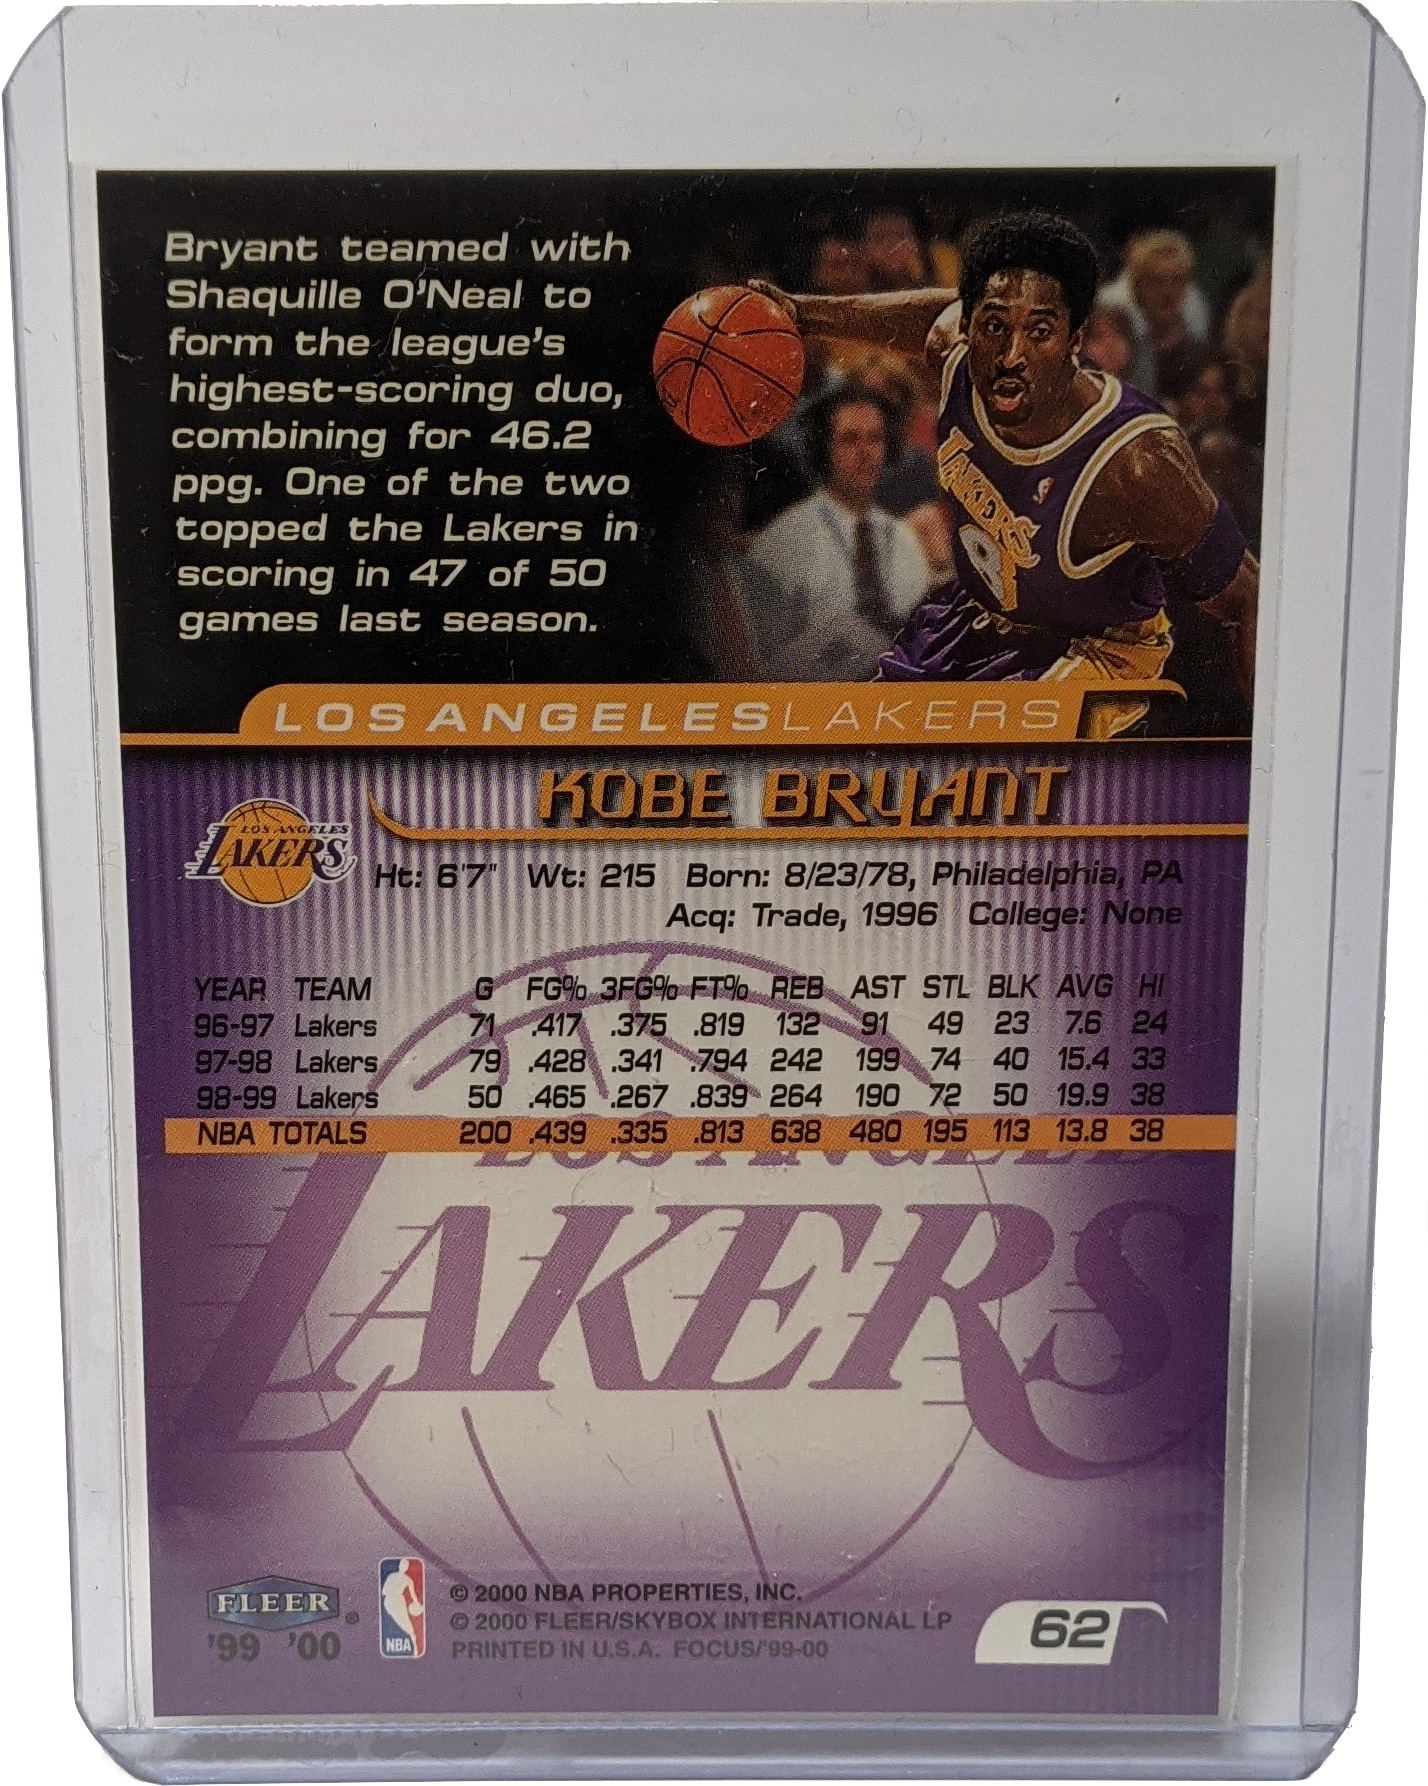 Bryant teamed with
Shaquille O'Neal to
form the league's
highest-scoring duo,
combining for 46.2
ppg. One of the two
topped the Lakers in
scoring in 47 of 50
games last season.
LAKERS
8
LOS ANGELES LAKERS
KOBE BRYANT
LOS ANGELES
LAKERS
Ht: 6'7" Wt: 215 Born: 8/23/78, Philadelphia, PA
Acq: Trade, 1996 College: None
YEAR TEAM G FG% 3FG% FT% REB AST STL BLK AVG HI
96-97 Lakers 71 .417 .375 .819 132 91 49 23 7.6 24
97-98 Lakers 79 .428 .341 .794 242 199 74 40 15.4 33
98-99 Lakers 50 .465 .267 .839 264 190 72 50 19.9 38
NBA TOTALS 200 .439 .335 .813 638 480 195 113 13.8 38
LOS ANGELE
LAKERS
FLEER ®
'99 '00
NBA
© 2000 NBA PROPERTIES, INC.
© 2000 FLEER/SKYBOX INTERNATIONAL LP
PRINTED IN U.S.A. FOCUS/'99-00
62